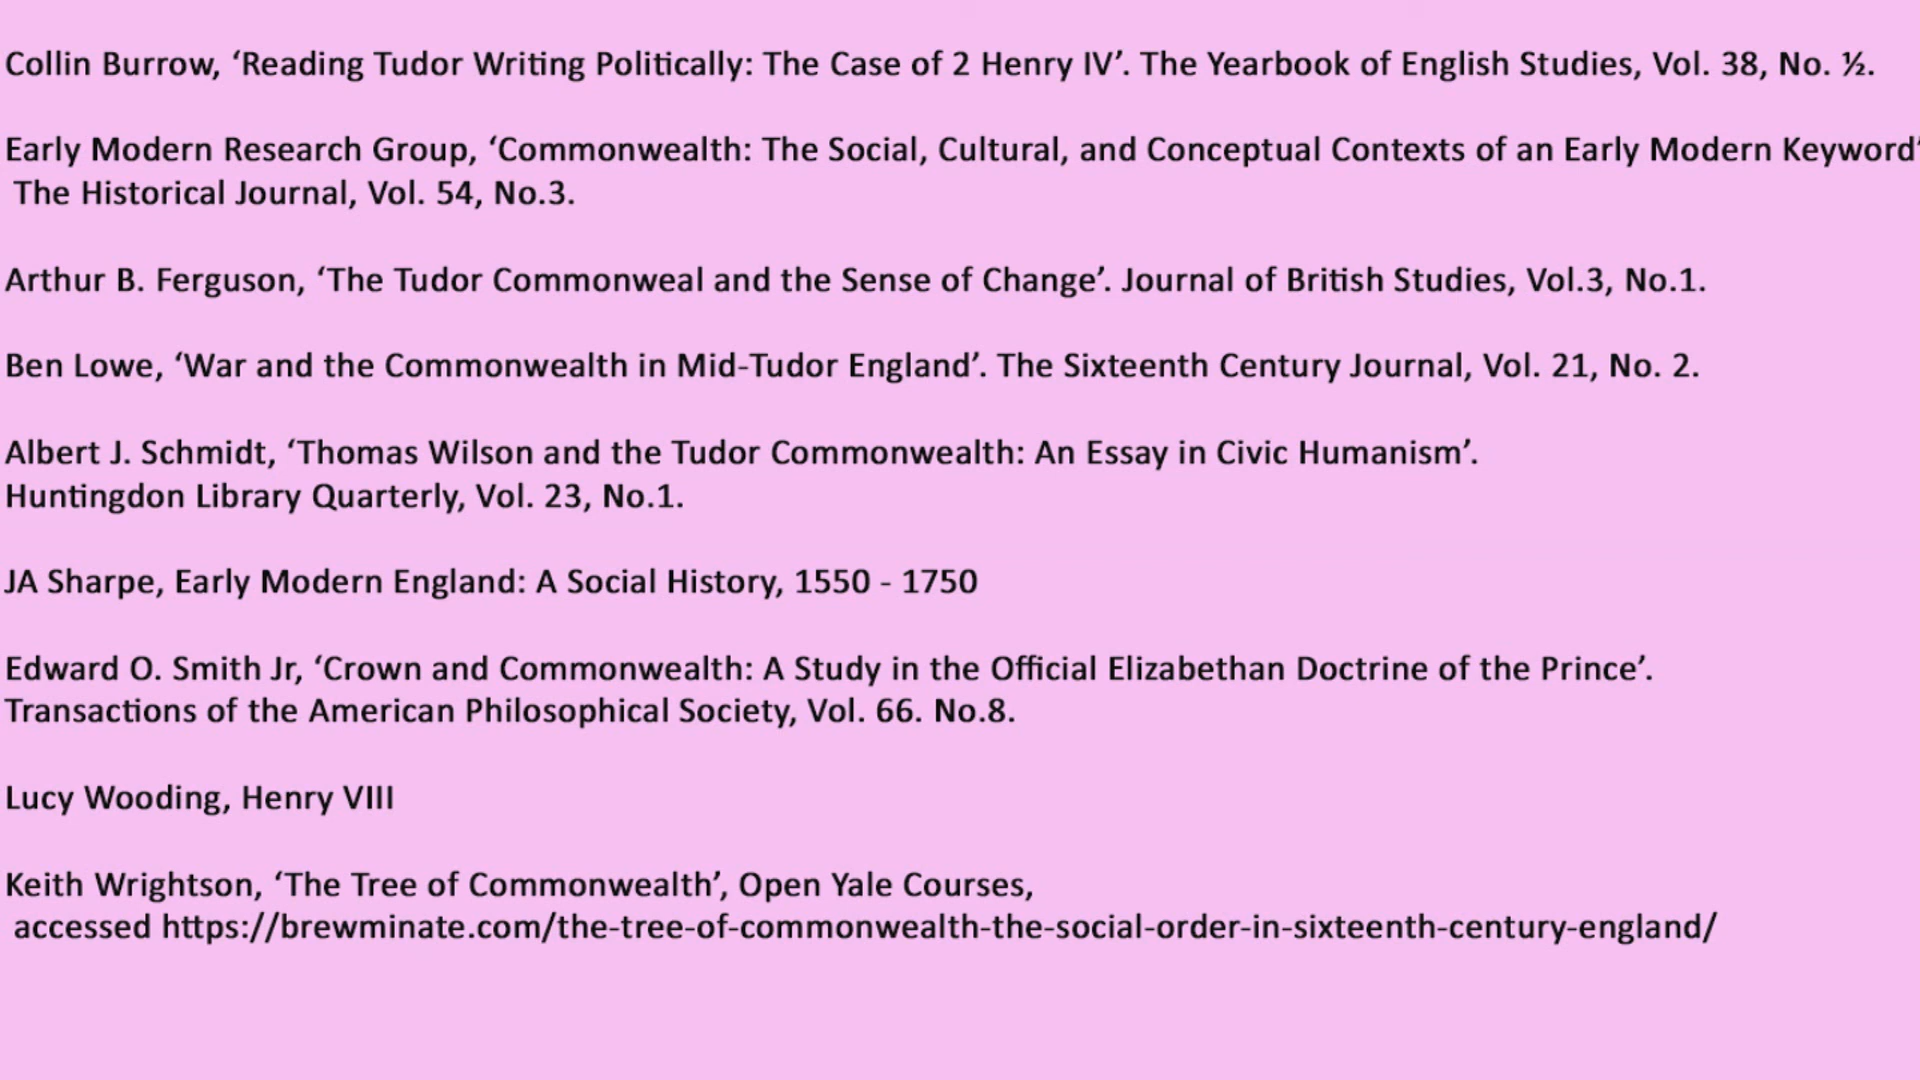 Collin Burrow, ‘Reading Tudor Writing Politically: The Case of 2 Henry IV’. The Yearbook of English Studies, Vol. 38, No. ½.
Early Modern Research Group, ‘Commonwealth: The Social, Cultural, and Conceptual Contexts of an Early Modern Keyword’
The Historical Journal, Vol. 54, No.3.
Arthur B. Ferguson, ‘The Tudor Commonweal and the Sense of Change’. Journal of British Studies, Vol.3, No.1.
Ben Lowe, ‘War and the Commonwealth in Mid-Tudor England’. The Sixteenth Century Journal, Vol. 21, No. 2.
Albert J. Schmidt, ‘Thomas Wilson and the Tudor Commonwealth: An Essay in Civic Humanism’.
Huntingdon Library Quarterly, Vol. 23, No.1.
JA Sharpe, Early Modern England: A Social History, 1550 - 1750
Edward O. Smith Jr, ‘Crown and Commonwealth: A Study in the Official Elizabethan Doctrine of the Prince’.
Transactions of the American Philosophical Society, Vol. 66. No.8.
Lucy Wooding, Henry VIII
Keith Wrightson, ‘The Tree of Commonwealth’, Open Yale Courses,
accessed https://brewminate.com/the-tree-of-commonwealth-the-social-order-in-sixteenth-century-england/